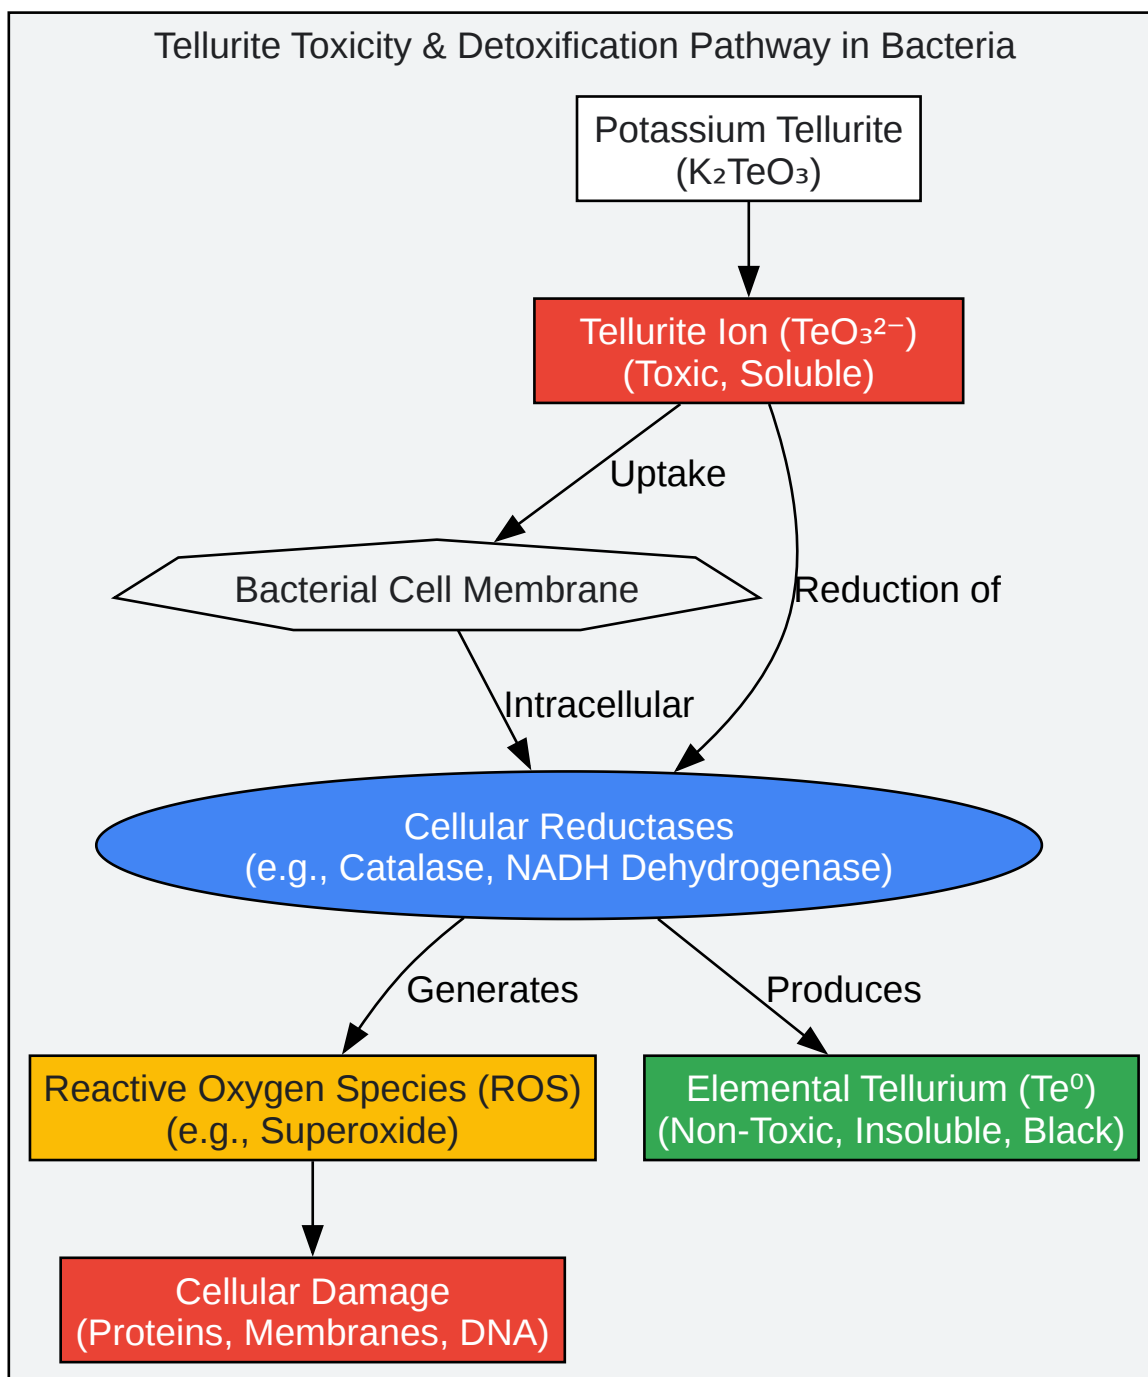 Tellurite Toxicity & Detoxification Pathway in Bacteria
Potassium Tellurite
(K₂TeO₃)
Tellurite Ion (TeO₃²⁻)
(Toxic, Soluble)
Uptake
Bacterial Cell Membrane
Reduction of
Intracellular
Cellular Reductases
(e.g., Catalase, NADH Dehydrogenase)
Generates
Produces
Reactive Oxygen Species (ROS)
(e.g., Superoxide)
Elemental Tellurium (Te⁰)
(Non-Toxic, Insoluble, Black)
Cellular Damage
(Proteins, Membranes, DNA)